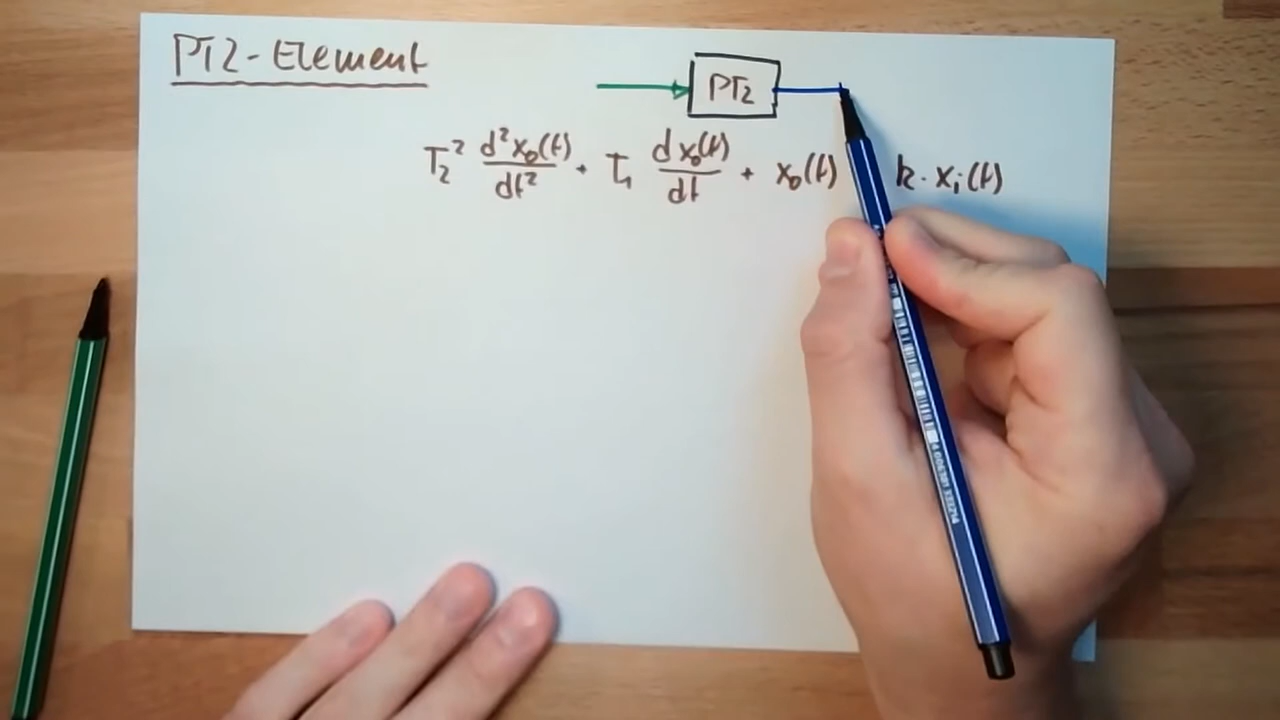 PT2-Element
PT2
T₂² d²x₀(t)/dt² + T₁ dx₀(t)/dt + x₀(t) k · xᵢ(t)